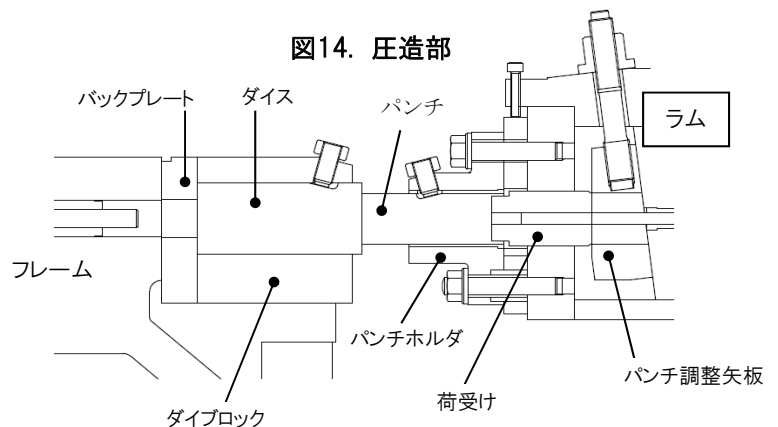 図14. 圧造部
バックプレート
ダイス
パンチ
ラム
フレーム
パンチホルダ
荷受け
パンチ調整矢板
ダイブロック